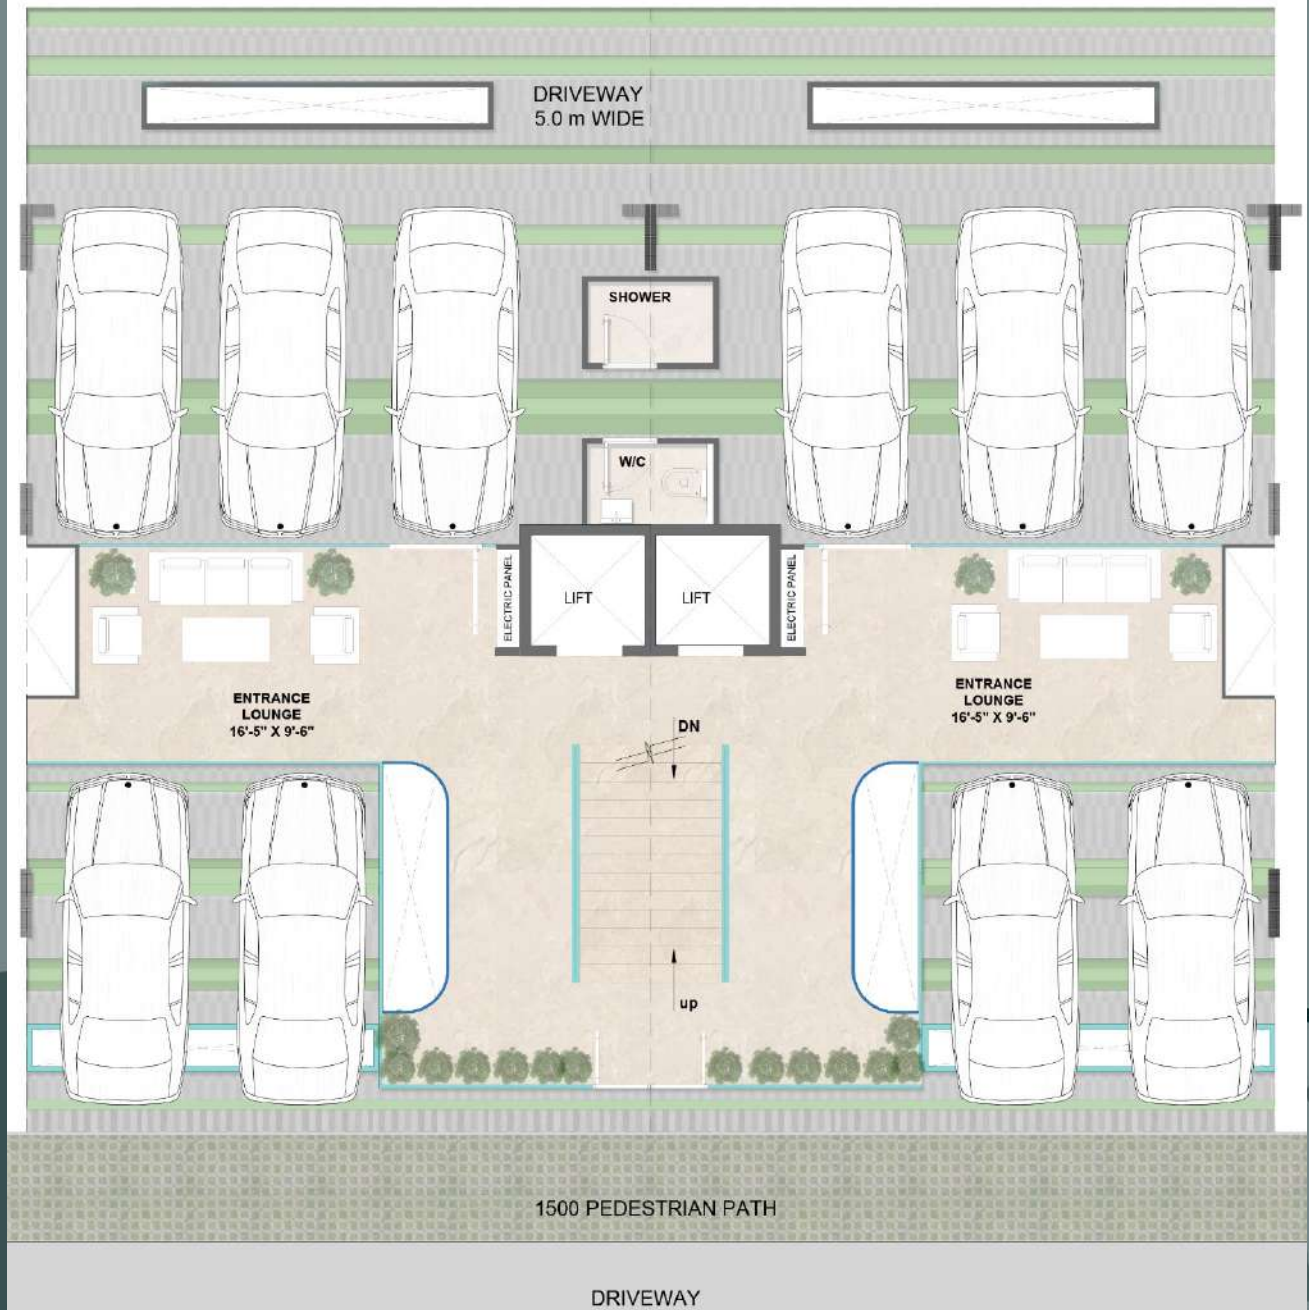 DRIVEWAY
5.0 m WIDE
SHOWER
W/C
ELECTRIC PANEL
LIFT
LIFT
ELECTRIC PANEL
ENTRANCE
LOUNGE
16'-5" X 9'-6"
ENTRANCE
LOUNGE
16'-5" X 9'-6"
DN
up
1500 PEDESTRIAN PATH
DRIVEWAY